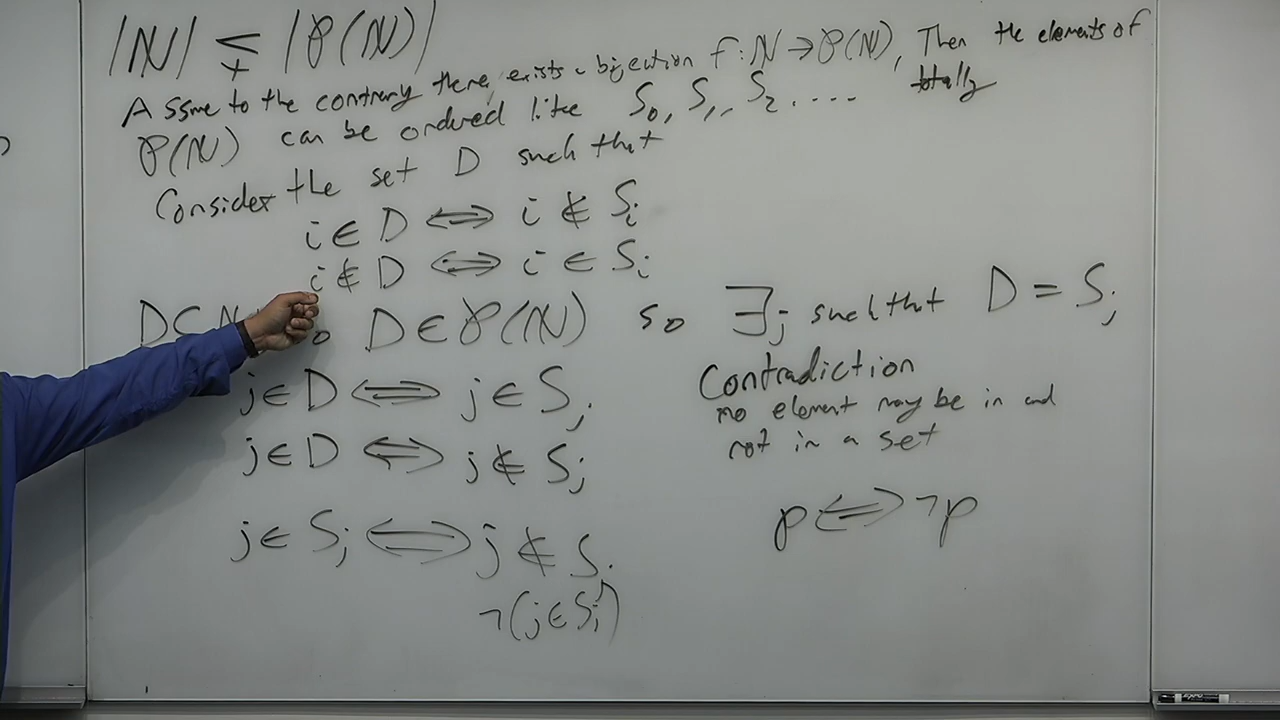 |ℕ| ≨ |𝒫(ℕ)|
Assme to the contrary there exists a bijection f: ℕ → 𝒫(ℕ), Then the elements of
𝒫(ℕ) can be ordered like S₀, S₁, S₂ .... totally
Consider the set D such that
i ∈ D ⟺ i ∉ Sᵢ
i ∉ D ⟺ i ∈ Sᵢ
D ∈ 𝒫(ℕ) so ∃j such that D = Sⱼ
Contradiction
no element may be in and
not in a set
j ∈ D ⟺ j ∈ Sⱼ
j ∈ D ⟺ j ∉ Sⱼ
p ⟺ ¬p
j ∈ Sⱼ ⟺ j ∉ Sⱼ
¬(j ∈ Sⱼ)
expo